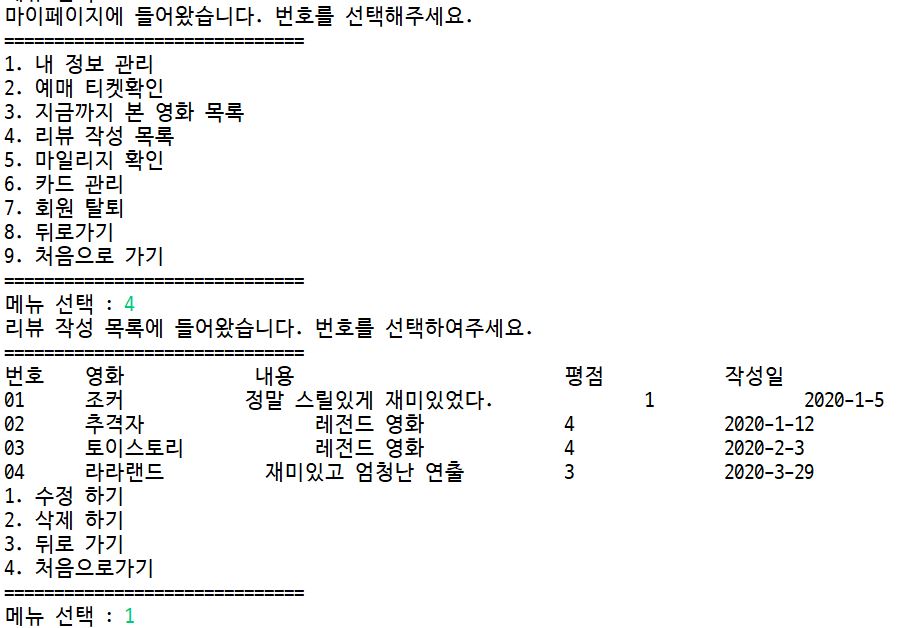 마이페이지에 들어왔습니다. 번호를 선택해주세요.
==============================
1. 내 정보 관리
2. 예매 티켓확인
3. 지금까지 본 영화 목록
4. 리뷰 작성 목록
5. 마일리지 확인
6. 카드 관리
7. 회원 탈퇴
8. 뒤로가기
9. 처음으로 가기
==============================
메뉴 선택 : 4
리뷰 작성 목록에 들어왔습니다. 번호를 선택하여주세요.
==============================
번호 영화 내용 평점 작성일
01 조커 정말 스릴있게 재미있었다. 1 2020-1-5
02 추격자 레전드 영화 4 2020-1-12
03 토이스토리 레전드 영화 4 2020-2-3
04 라라랜드 재미있고 엄청난 연출 3 2020-3-29
1. 수정 하기
2. 삭제 하기
3. 뒤로 가기
4. 처음으로가기
==============================
메뉴 선택 : 1